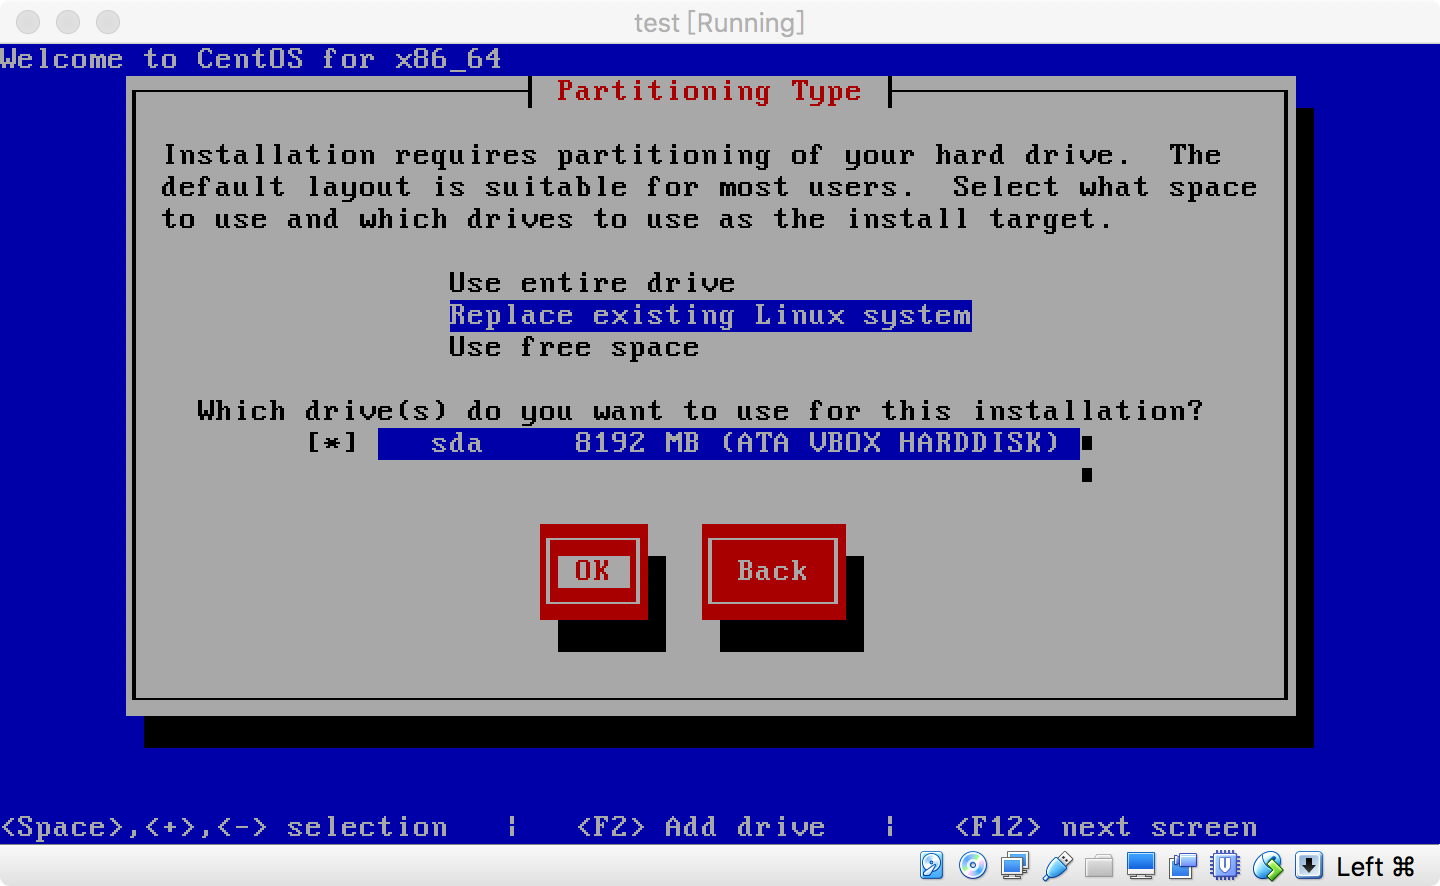 test [Running]
Welcome to CentOS for x86_64
Partitioning Type
Installation requires partitioning of your hard drive.  The
default layout is suitable for most users.  Select what space
to use and which drives to use as the install target.
Use entire drive
Replace existing Linux system
Use free space
Which drive(s) do you want to use for this installation?
[*] sda 8192 MB (ATA VBOX HARDDISK)
OK Back
<Space>,<+>,<-> selection | <F2> Add drive | <F12> next screen
Left ⌘